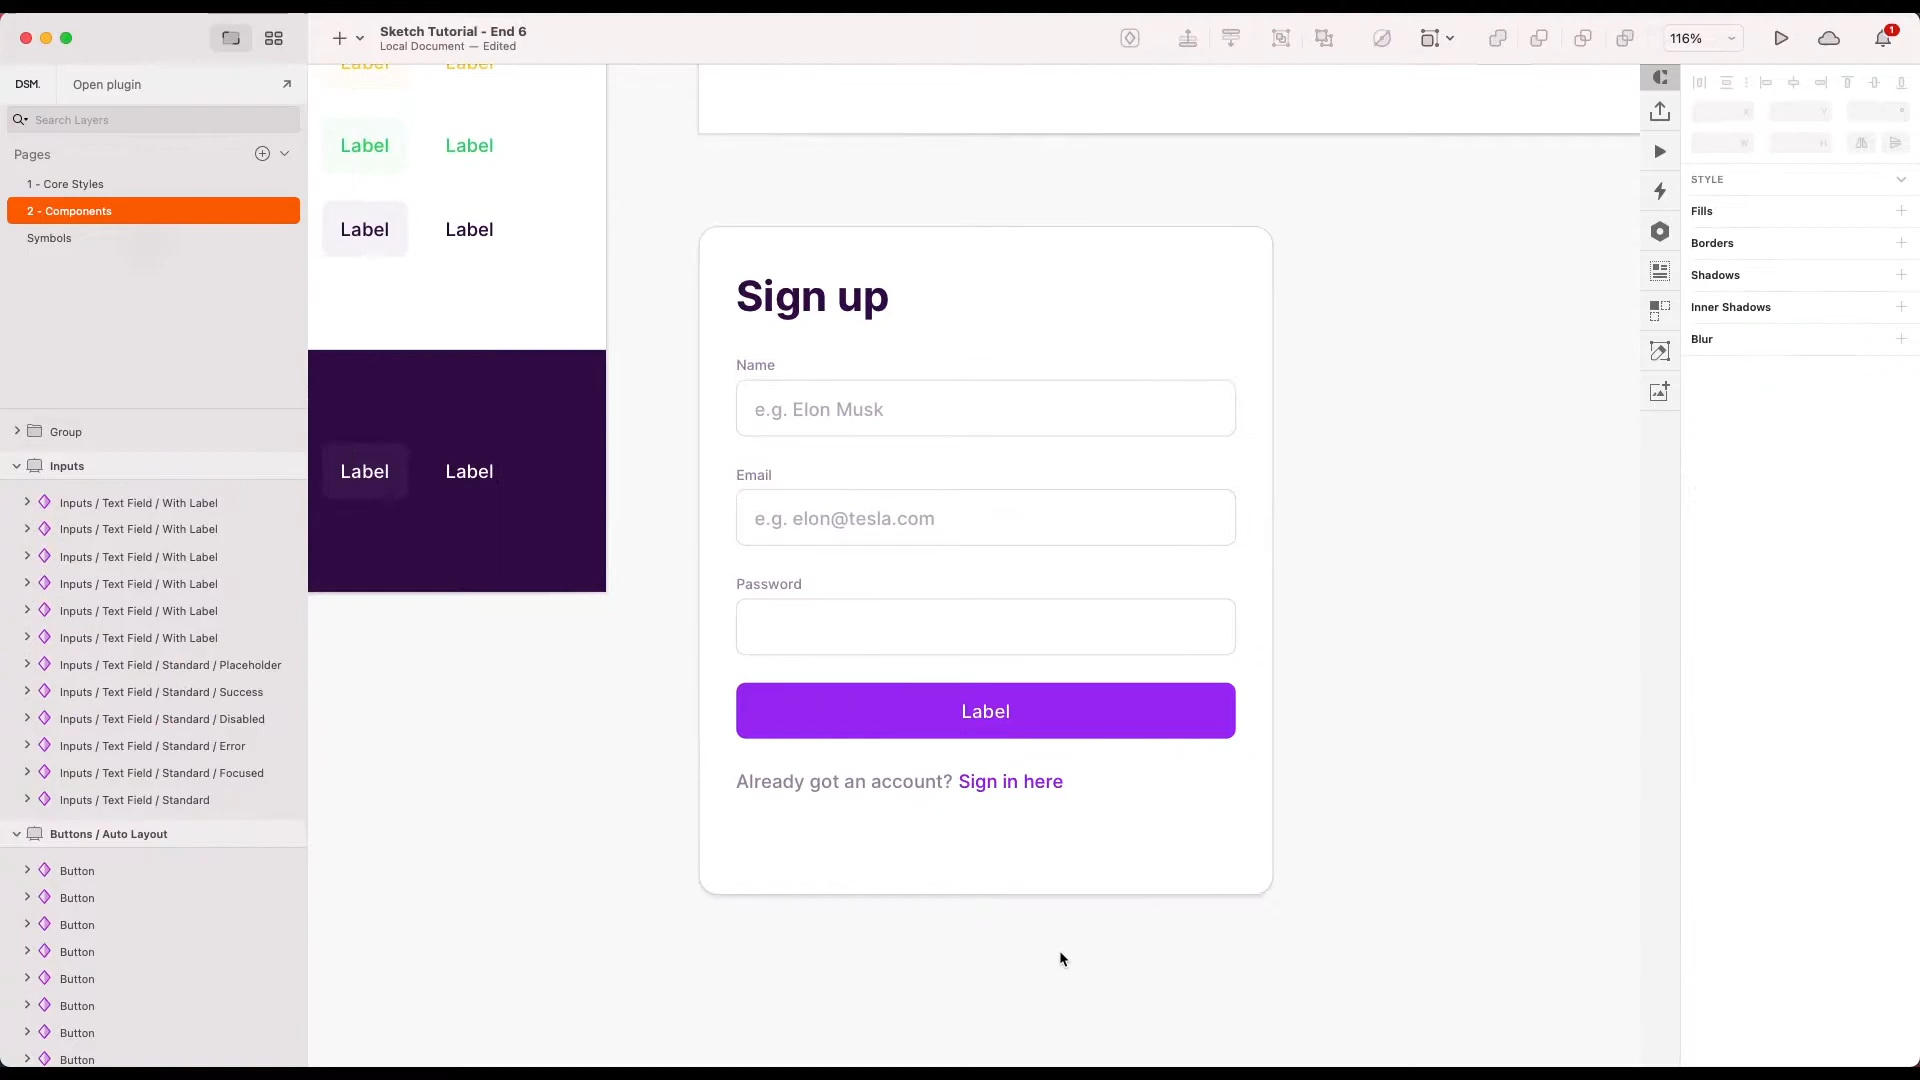 Sketch Tutorial - End 6
Local Document — Edited
116%
1
DSM.
Open plugin
Search Layers
Pages
1 - Core Styles
2 - Components
Symbols
Group
Inputs
Inputs / Text Field / With Label
Inputs / Text Field / With Label
Inputs / Text Field / With Label
Inputs / Text Field / With Label
Inputs / Text Field / With Label
Inputs / Text Field / With Label
Inputs / Text Field / Standard / Placeholder
Inputs / Text Field / Standard / Success
Inputs / Text Field / Standard / Disabled
Inputs / Text Field / Standard / Error
Inputs / Text Field / Standard / Focused
Inputs / Text Field / Standard
Buttons / Auto Layout
Button
Button
Button
Button
Button
Button
Button
Button
Label Label
Label Label
Label Label
Label Label
Sign up
Name
e.g. Elon Musk
Email
e.g. elon@tesla.com
Password
Label
Already got an account? Sign in here
X Y °
W H
STYLE
Fills
Borders
Shadows
Inner Shadows
Blur